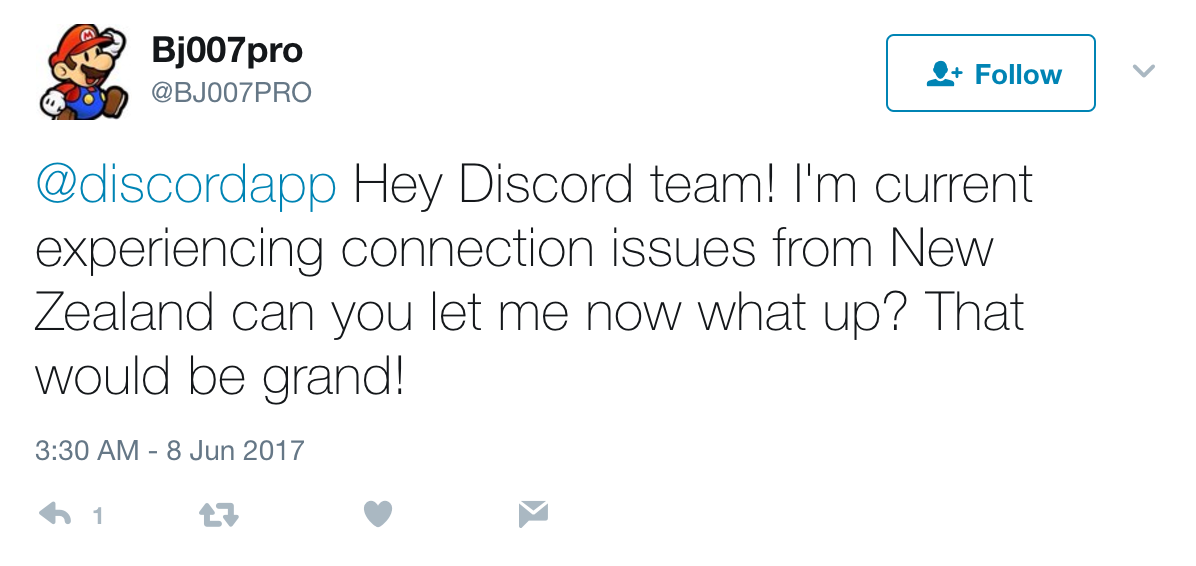 Bj007pro
@BJ007PRO
Follow
@discordapp Hey Discord team! I'm current
experiencing connection issues from New
Zealand can you let me now what up? That
would be grand!
3:30 AM - 8 Jun 2017
1